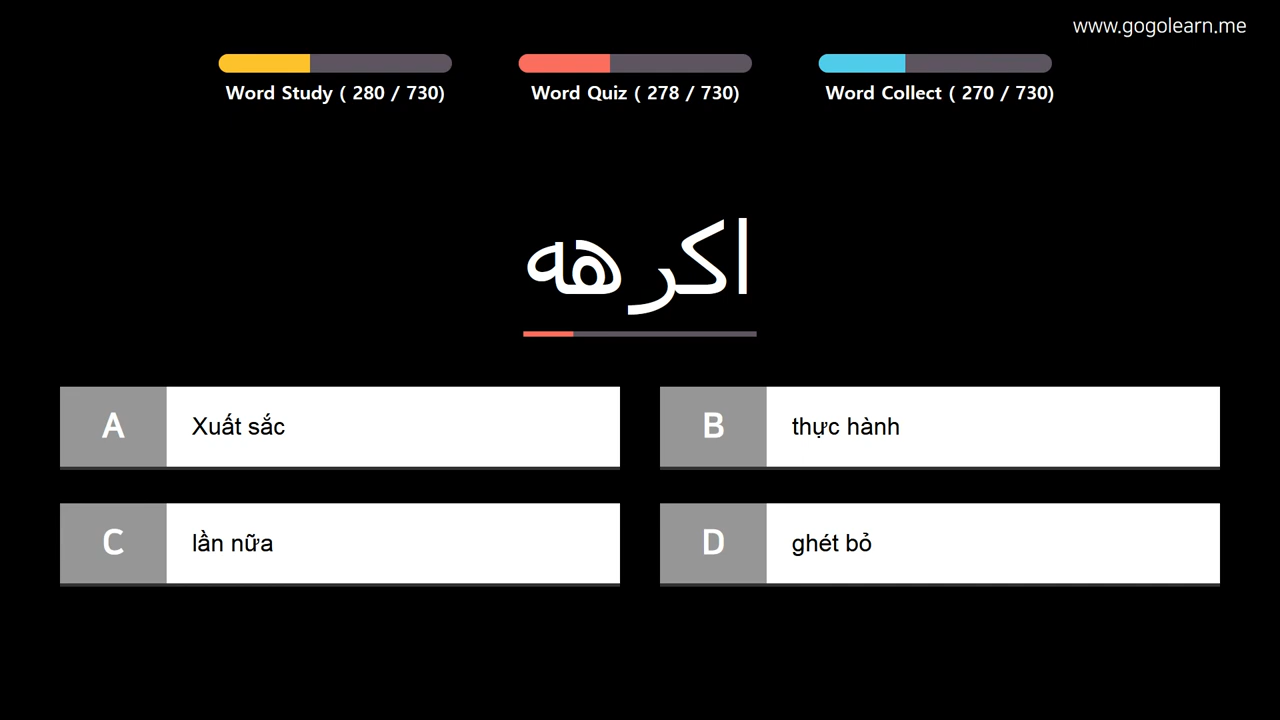 www.gogolearn.me
Word Study ( 280 / 730)
Word Quiz ( 278 / 730)
Word Collect ( 270 / 730)
اكرهه
A
Xuất sắc
B
thực hành
C
lần nữa
D
ghét bỏ